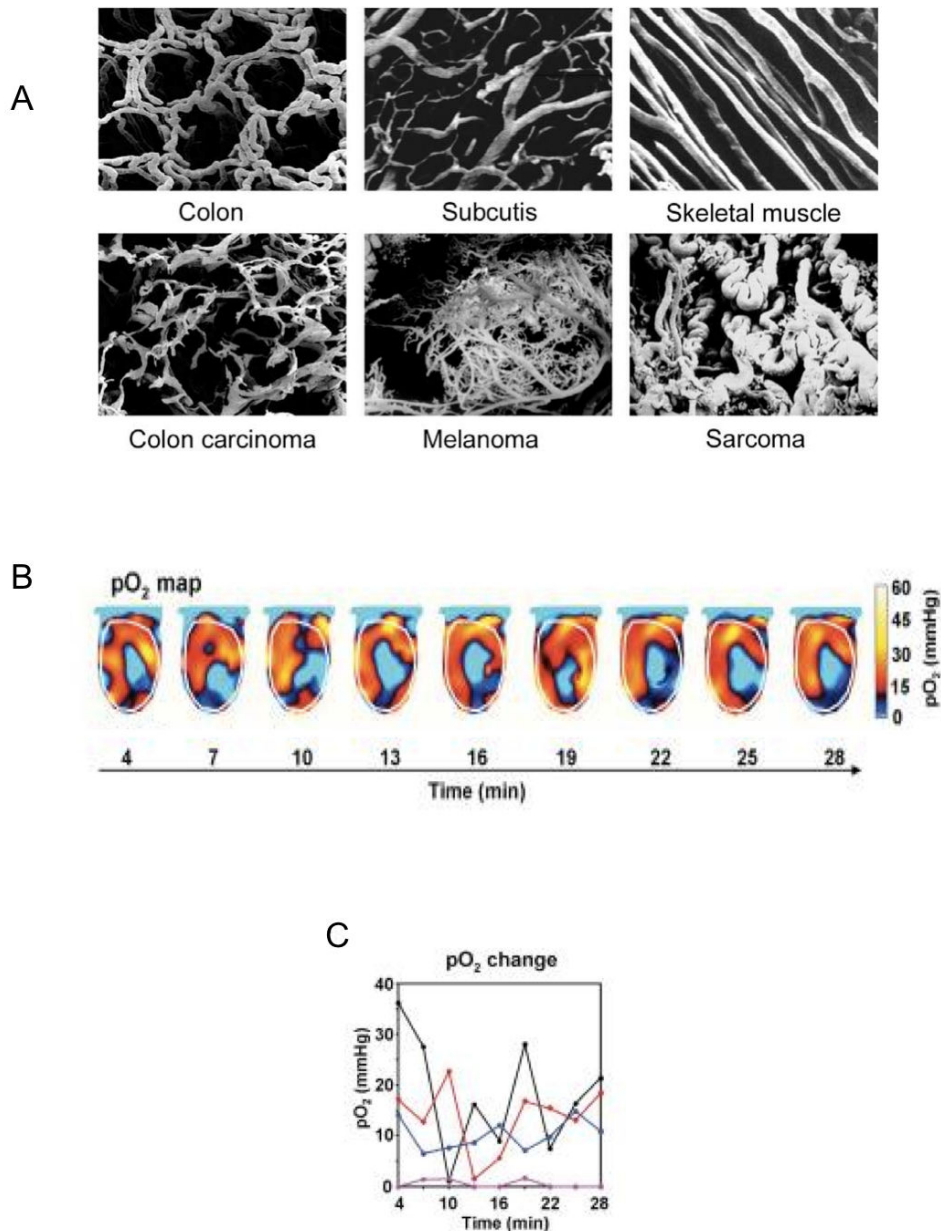 A
Colon Subcutis Skeletal muscle
Colon carcinoma Melanoma Sarcoma
B
pO₂ map
60
45
30
15
0
pO₂ (mmHg)
4 7 10 13 16 19 22 25 28
Time (min)
C
pO₂ change
40
30
20
10
0
pO₂ (mmHg)
4 10 16 22 28
Time (min)